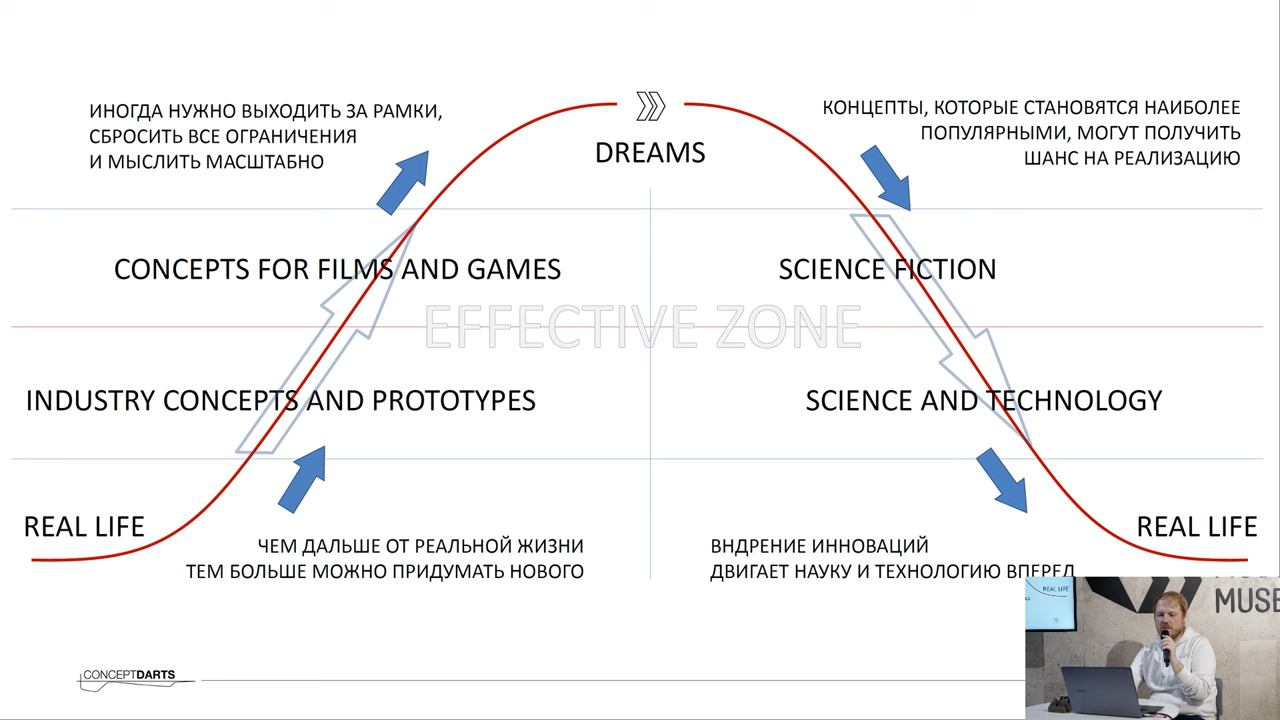 ИНОГДА НУЖНО ВЫХОДИТЬ ЗА РАМКИ,
СБРОСИТЬ ВСЕ ОГРАНИЧЕНИЯ
И МЫСЛИТЬ МАСШТАБНО
DREAMS
КОНЦЕПТЫ, КОТОРЫЕ СТАНОВЯТСЯ НАИБОЛЕЕ
ПОПУЛЯРНЫМИ, МОГУТ ПОЛУЧИТЬ
ШАНС НА РЕАЛИЗАЦИЮ
CONCEPTS FOR FILMS AND GAMES
SCIENCE FICTION
EFFECTIVE ZONE
INDUSTRY CONCEPTS AND PROTOTYPES
SCIENCE AND TECHNOLOGY
REAL LIFE
REAL LIFE
ЧЕМ ДАЛЬШЕ ОТ РЕАЛЬНОЙ ЖИЗНИ
ТЕМ БОЛЬШЕ МОЖНО ПРИДУМАТЬ НОВОГО
ВНДРЕНИЕ ИННОВАЦИЙ
ДВИГАЕТ НАУКУ И ТЕХНОЛОГИЮ ВПЕРЕД
REAL LIFE
MUSE
CONCEPTDARTS